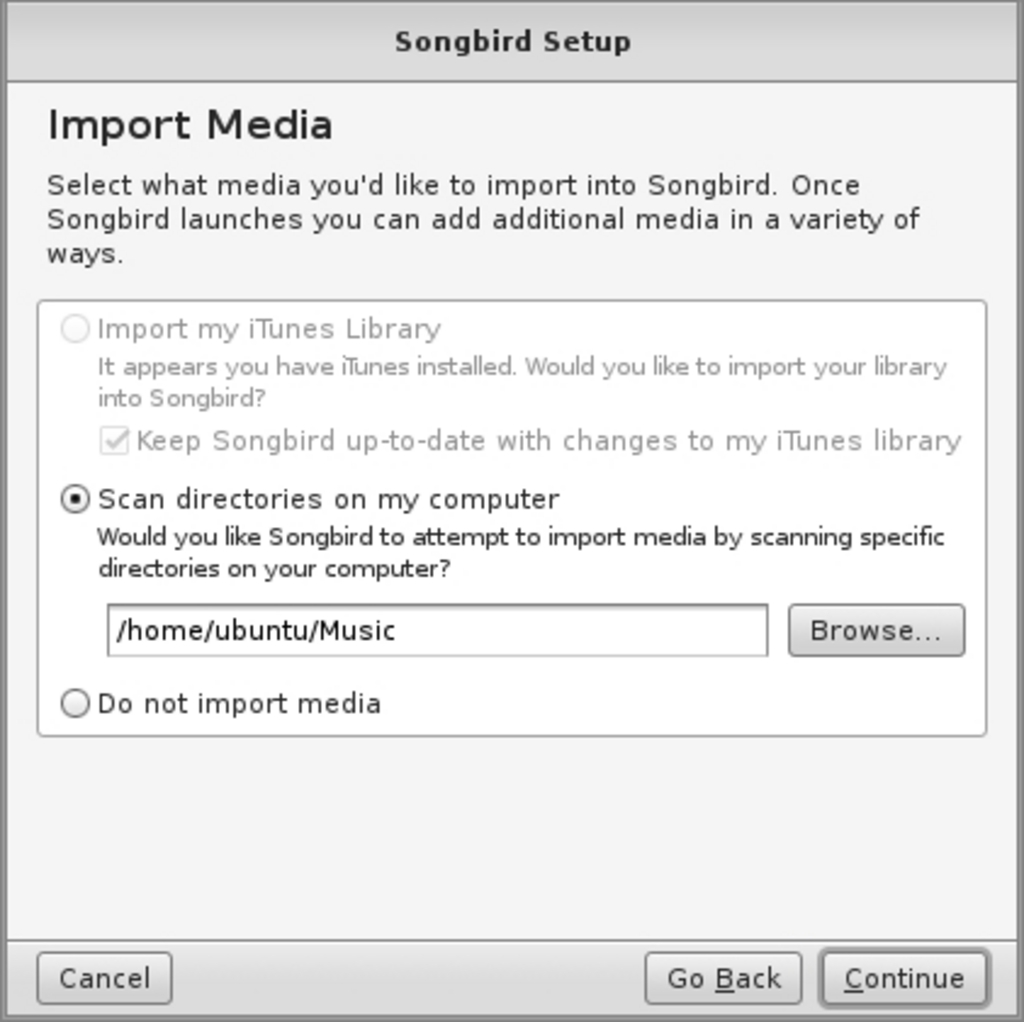 Songbird Setup
Import Media
Select what media you'd like to import into Songbird. Once
Songbird launches you can add additional media in a variety of
ways.
Import my iTunes Library
It appears you have iTunes installed. Would you like to import your library
into Songbird?
Keep Songbird up-to-date with changes to my iTunes library
Scan directories on my computer
Would you like Songbird to attempt to import media by scanning specific
directories on your computer?
/home/ubuntu/Music
Browse...
Do not import media
Cancel
Go Back
Continue